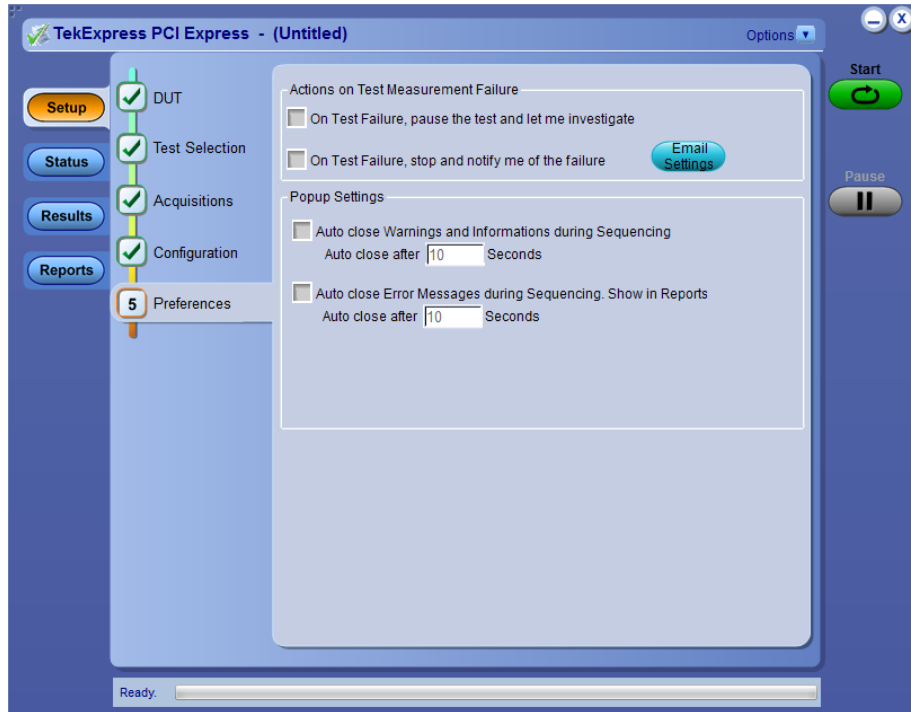 TekExpress PCI Express - (Untitled)
Options
Start
Pause
Setup
Status
Results
Reports
DUT
Test Selection
Acquisitions
Configuration
5 Preferences
Actions on Test Measurement Failure
On Test Failure, pause the test and let me investigate
On Test Failure, stop and notify me of the failure
Email
Settings
Popup Settings
Auto close Warnings and Informations during Sequencing
Auto close after 10 Seconds
Auto close Error Messages during Sequencing. Show in Reports
Auto close after 10 Seconds
Ready.